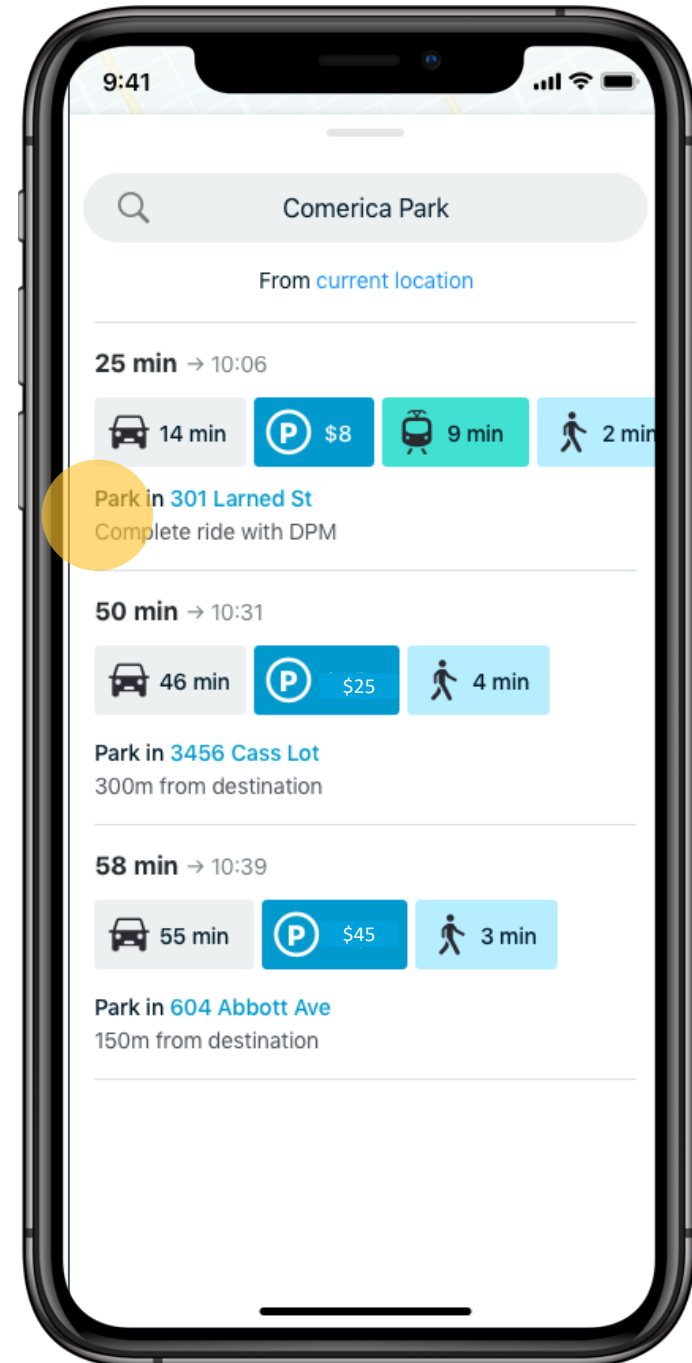 9:41
Comerica Park
From current location
25 min → 10:06
14 min P $8 9 min 2 min
Park in 301 Larned St
Complete ride with DPM
50 min → 10:31
46 min P $25 4 min
Park in 3456 Cass Lot
300m from destination
58 min → 10:39
55 min P $45 3 min
Park in 604 Abbott Ave
150m from destination